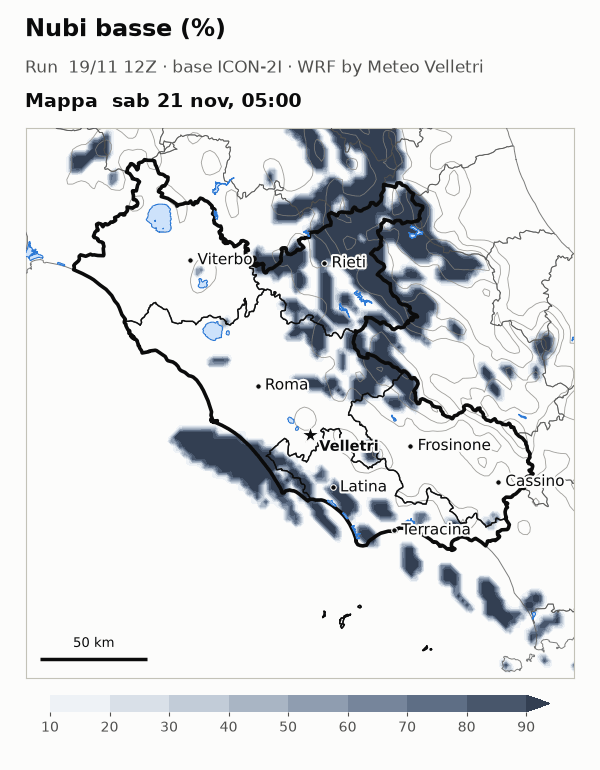 Nubi basse (%)
Run  19/11 12Z · base ICON-2I · WRF by Meteo Velletri
Mappa  sab 21 nov, 05:00
Viterbo
Rieti
Roma
Velletri
Frosinone
Latina
Cassino
Terracina
50 km
10 20 30 40 50 60 70 80 90